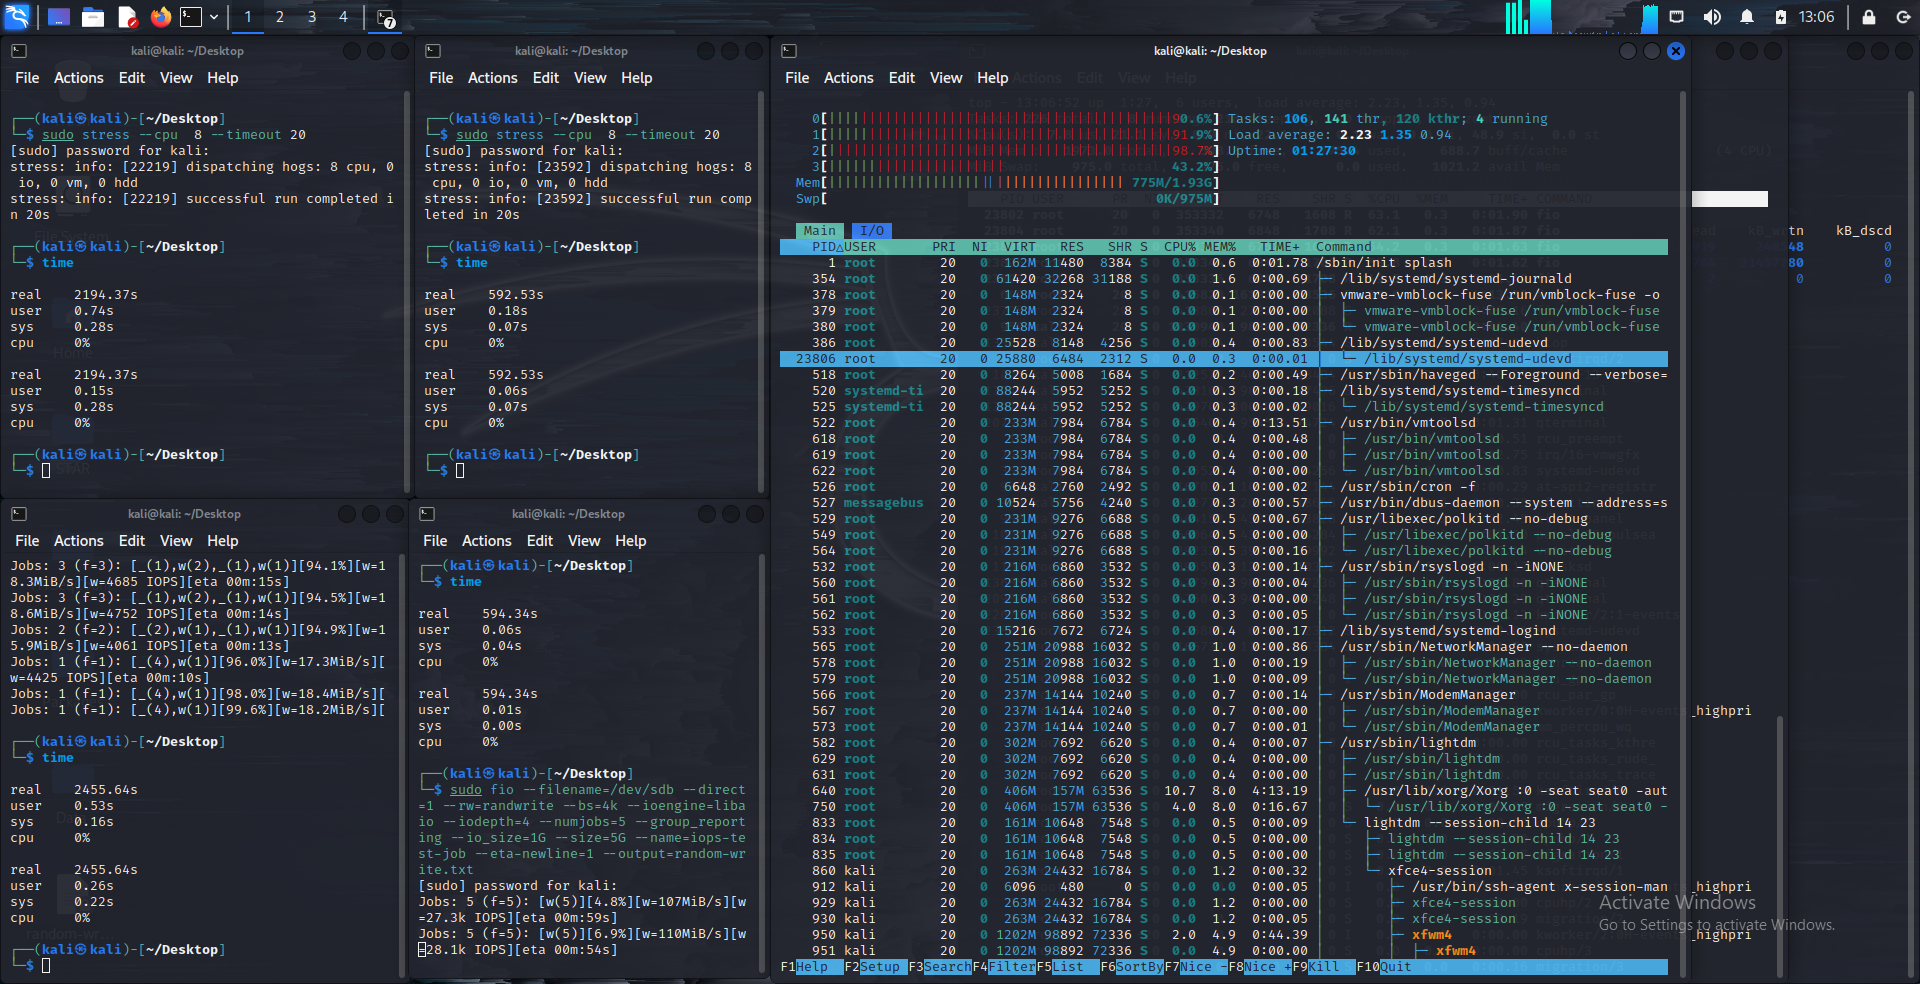 1 2 3 4 7 13:06
kali@kali: ~/Desktop
File Actions Edit View Help
┌──(kali㉿kali)-[~/Desktop]
└─$ sudo stress --cpu  8 --timeout 20
[sudo] password for kali:
stress: info: [22219] dispatching hogs: 8 cpu, 0
 io, 0 vm, 0 hdd
stress: info: [22219] successful run completed i
n 20s
┌──(kali㉿kali)-[~/Desktop]
└─$ time
real 2194.37s
user 0.74s
sys 0.28s
cpu 0%
real 2194.37s
user 0.15s
sys 0.28s
cpu 0%
┌──(kali㉿kali)-[~/Desktop]
└─$
kali@kali: ~/Desktop
File Actions Edit View Help
┌──(kali㉿kali)-[~/Desktop]
└─$ sudo stress --cpu  8 --timeout 20
[sudo] password for kali:
stress: info: [23592] dispatching hogs: 8
 cpu, 0 io, 0 vm, 0 hdd
stress: info: [23592] successful run comp
leted in 20s
┌──(kali㉿kali)-[~/Desktop]
└─$ time
real 592.53s
user 0.18s
sys 0.07s
cpu 0%
real 592.53s
user 0.06s
sys 0.07s
cpu 0%
┌──(kali㉿kali)-[~/Desktop]
└─$
kali@kali: ~/Desktop
File Actions Edit View Help
Jobs: 3 (f=3): [_(1),w(2),_(1),w(1)][94.1%][w=1
8.3MiB/s][w=4685 IOPS][eta 00m:15s]
Jobs: 3 (f=3): [_(1),w(2),_(1),w(1)][94.5%][w=1
8.6MiB/s][w=4752 IOPS][eta 00m:14s]
Jobs: 2 (f=2): [_(2),w(1),_(1),w(1)][94.9%][w=1
5.9MiB/s][w=4061 IOPS][eta 00m:13s]
Jobs: 1 (f=1): [_(4),w(1)][96.0%][w=17.3MiB/s][
w=4425 IOPS][eta 00m:10s]
Jobs: 1 (f=1): [_(4),w(1)][98.0%][w=18.4MiB/s][
Jobs: 1 (f=1): [_(4),w(1)][99.6%][w=18.2MiB/s][
┌──(kali㉿kali)-[~/Desktop]
└─$ time
real 2455.64s
user 0.53s
sys 0.16s
cpu 0%
real 2455.64s
user 0.26s
sys 0.22s
cpu 0%
┌──(kali㉿kali)-[~/Desktop]
└─$
kali@kali: ~/Desktop
File Actions Edit View Help
┌──(kali㉿kali)-[~/Desktop]
└─$ time
real 594.34s
user 0.06s
sys 0.04s
cpu 0%
real 594.34s
user 0.01s
sys 0.00s
cpu 0%
┌──(kali㉿kali)-[~/Desktop]
└─$ sudo fio --filename=/dev/sdb --direct
=1 --rw=randwrite --bs=4k --ioengine=liba
io --iodepth=4 --numjobs=5 --group_report
ing --io_size=1G --size=5G --name=iops-te
st-job --eta-newline=1 --output=random-wr
ite.txt
[sudo] password for kali:
Jobs: 5 (f=5): [w(5)][4.8%][w=107MiB/s][w
=27.3k IOPS][eta 00m:59s]
Jobs: 5 (f=5): [w(5)][6.9%][w=110MiB/s][w
=28.1k IOPS][eta 00m:54s]
kali@kali: ~/Desktop
File Actions Edit View Help
0[90.6%] Tasks: 106, 141 thr, 120 kthr; 4 running
1[91.9%] Load average: 2.23 1.35 0.94
2[98.7%] Uptime: 01:27:30
3[43.2%]
Mem[775M/1.93G]
Swp[0K/975M]
Main I/O
PID△USER PRI NI VIRT RES SHR S CPU% MEM% TIME+ Command
1 root 20 0 162M 11480 8384 S 0.0 0.6 0:01.78 /sbin/init splash
354 root 20 0 61420 32268 31188 S 0.0 1.6 0:00.69 ├─ /lib/systemd/systemd-journald
378 root 20 0 148M 2324 8 S 0.0 0.1 0:00.00 ├─ vmware-vmblock-fuse /run/vmblock-fuse -o
379 root 20 0 148M 2324 8 S 0.0 0.1 0:00.00 │  ├─ vmware-vmblock-fuse /run/vmblock-fuse
380 root 20 0 148M 2324 8 S 0.0 0.1 0:00.00 │  └─ vmware-vmblock-fuse /run/vmblock-fuse
386 root 20 0 25528 8148 4256 S 0.0 0.4 0:00.83 ├─ /lib/systemd/systemd-udevd
23806 root 20 0 25880 6484 2312 S 0.0 0.3 0:00.01 │  └─ /lib/systemd/systemd-udevd
518 root 20 0 8264 5008 1684 S 0.0 0.2 0:00.49 ├─ /usr/sbin/haveged --Foreground --verbose=
520 systemd-ti 20 0 88244 5952 5252 S 0.0 0.3 0:00.18 ├─ /lib/systemd/systemd-timesyncd
525 systemd-ti 20 0 88244 5952 5252 S 0.0 0.3 0:00.02 │  └─ /lib/systemd/systemd-timesyncd
522 root 20 0 233M 7984 6784 S 0.0 0.4 0:13.51 ├─ /usr/bin/vmtoolsd
618 root 20 0 233M 7984 6784 S 0.0 0.4 0:00.48 │  ├─ /usr/bin/vmtoolsd
619 root 20 0 233M 7984 6784 S 0.0 0.4 0:00.00 │  ├─ /usr/bin/vmtoolsd
622 root 20 0 233M 7984 6784 S 0.0 0.4 0:00.00 │  └─ /usr/bin/vmtoolsd
526 root 20 0 6648 2760 2492 S 0.0 0.1 0:00.02 ├─ /usr/sbin/cron -f
527 messagebus 20 0 10524 5756 4240 S 0.0 0.3 0:00.57 ├─ /usr/bin/dbus-daemon --system --address=s
529 root 20 0 231M 9276 6688 S 0.0 0.5 0:00.67 ├─ /usr/libexec/polkitd --no-debug
549 root 20 0 231M 9276 6688 S 0.0 0.5 0:00.00 │  ├─ /usr/libexec/polkitd --no-debug
564 root 20 0 231M 9276 6688 S 0.0 0.5 0:00.16 │  └─ /usr/libexec/polkitd --no-debug
532 root 20 0 216M 6860 3532 S 0.0 0.3 0:00.14 ├─ /usr/sbin/rsyslogd -n -iNONE
560 root 20 0 216M 6860 3532 S 0.0 0.3 0:00.04 │  ├─ /usr/sbin/rsyslogd -n -iNONE
561 root 20 0 216M 6860 3532 S 0.0 0.3 0:00.00 │  ├─ /usr/sbin/rsyslogd -n -iNONE
562 root 20 0 216M 6860 3532 S 0.0 0.3 0:00.05 │  └─ /usr/sbin/rsyslogd -n -iNONE
533 root 20 0 15216 7672 6724 S 0.0 0.4 0:00.17 ├─ /lib/systemd/systemd-logind
565 root 20 0 251M 20988 16032 S 0.0 1.0 0:00.86 ├─ /usr/sbin/NetworkManager --no-daemon
578 root 20 0 251M 20988 16032 S 0.0 1.0 0:00.19 │  ├─ /usr/sbin/NetworkManager --no-daemon
579 root 20 0 251M 20988 16032 S 0.0 1.0 0:00.09 │  └─ /usr/sbin/NetworkManager --no-daemon
566 root 20 0 237M 14144 10240 S 0.0 0.7 0:00.14 ├─ /usr/sbin/ModemManager
567 root 20 0 237M 14144 10240 S 0.0 0.7 0:00.00 │  ├─ /usr/sbin/ModemManager
573 root 20 0 237M 14144 10240 S 0.0 0.7 0:00.01 │  └─ /usr/sbin/ModemManager
582 root 20 0 302M 7692 6620 S 0.0 0.4 0:00.07 ├─ /usr/sbin/lightdm
629 root 20 0 302M 7692 6620 S 0.0 0.4 0:00.00 │  ├─ /usr/sbin/lightdm
631 root 20 0 302M 7692 6620 S 0.0 0.4 0:00.00 │  ├─ /usr/sbin/lightdm
640 root 20 0 406M 157M 63536 S 10.7 8.0 4:13.19 │  ├─ /usr/lib/xorg/Xorg :0 -seat seat0 -aut
750 root 20 0 406M 157M 63536 S 4.0 8.0 0:16.67 │  │  └─ /usr/lib/xorg/Xorg :0 -seat seat0 -
833 root 20 0 161M 10648 7548 S 0.0 0.5 0:00.09 │  └─ lightdm --session-child 14 23
834 root 20 0 161M 10648 7548 S 0.0 0.5 0:00.00 │     ├─ lightdm --session-child 14 23
835 root 20 0 161M 10648 7548 S 0.0 0.5 0:00.00 │     ├─ lightdm --session-child 14 23
860 kali 20 0 263M 24432 16784 S 0.0 1.2 0:00.32 │     └─ xfce4-session
912 kali 20 0 6096 480 0 S 0.0 0.0 0:00.05 │        ├─ /usr/bin/ssh-agent x-session-man
929 kali 20 0 263M 24432 16784 S 0.0 1.2 0:00.00 │        ├─ xfce4-session
930 kali 20 0 263M 24432 16784 S 0.0 1.2 0:00.05 │        ├─ xfce4-session
950 kali 20 0 1202M 98892 72336 S 2.0 4.9 0:44.39 │        ├─ xfwm4
951 kali 20 0 1202M 98892 72336 S 0.0 4.9 0:00.00 │        │  ├─ xfwm4
F1Help F2Setup F3SearchF4FilterF5List F6SortByF7Nice -F8Nice +F9Kill F10Quit
kB_dscd
0
0
0
_highpri
_highpri
_highpri
Activate Windows
Go to Settings to activate Windows.